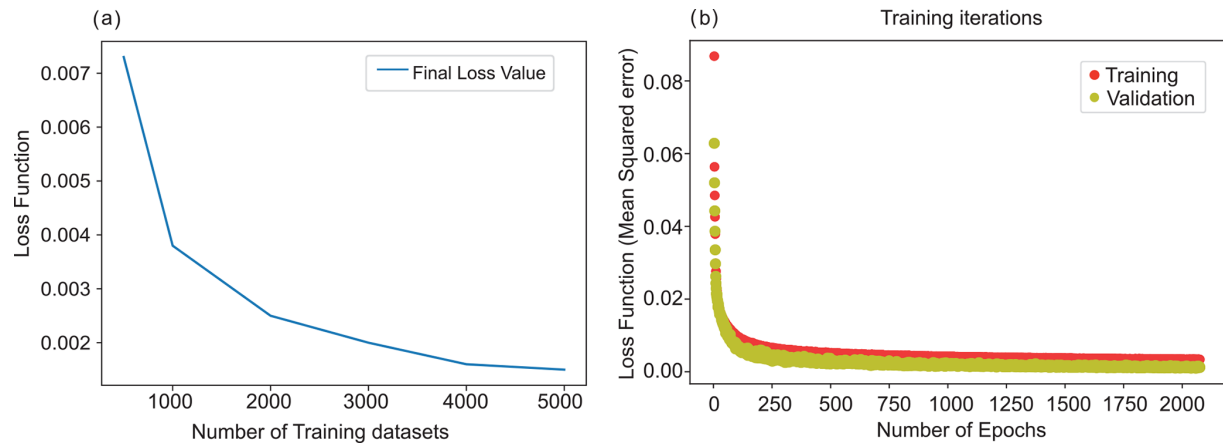 (a)
Final Loss Value
Loss Function
0.007
0.006
0.005
0.004
0.003
0.002
1000 2000 3000 4000 5000
Number of Training datasets
(b)
Training iterations
Training
Validation
Loss Function (Mean Squared error)
0.08
0.06
0.04
0.02
0.00
0 250 500 750 1000 1250 1500 1750 2000
Number of Epochs